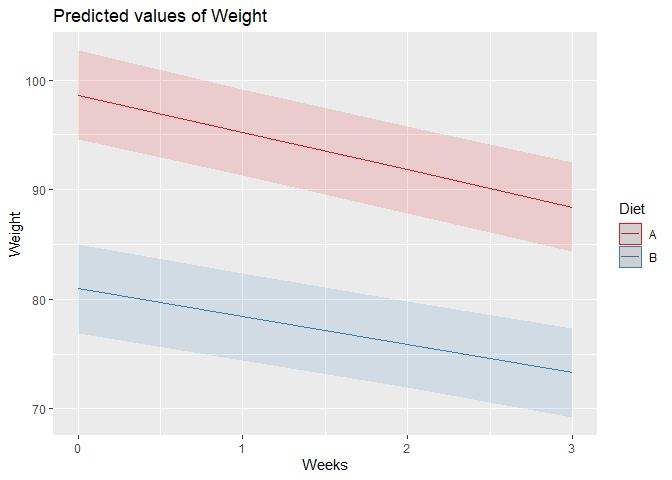 Predicted values of Weight
100
90
80
70
Weight
0 1 2 3
Weeks
Diet
A
B